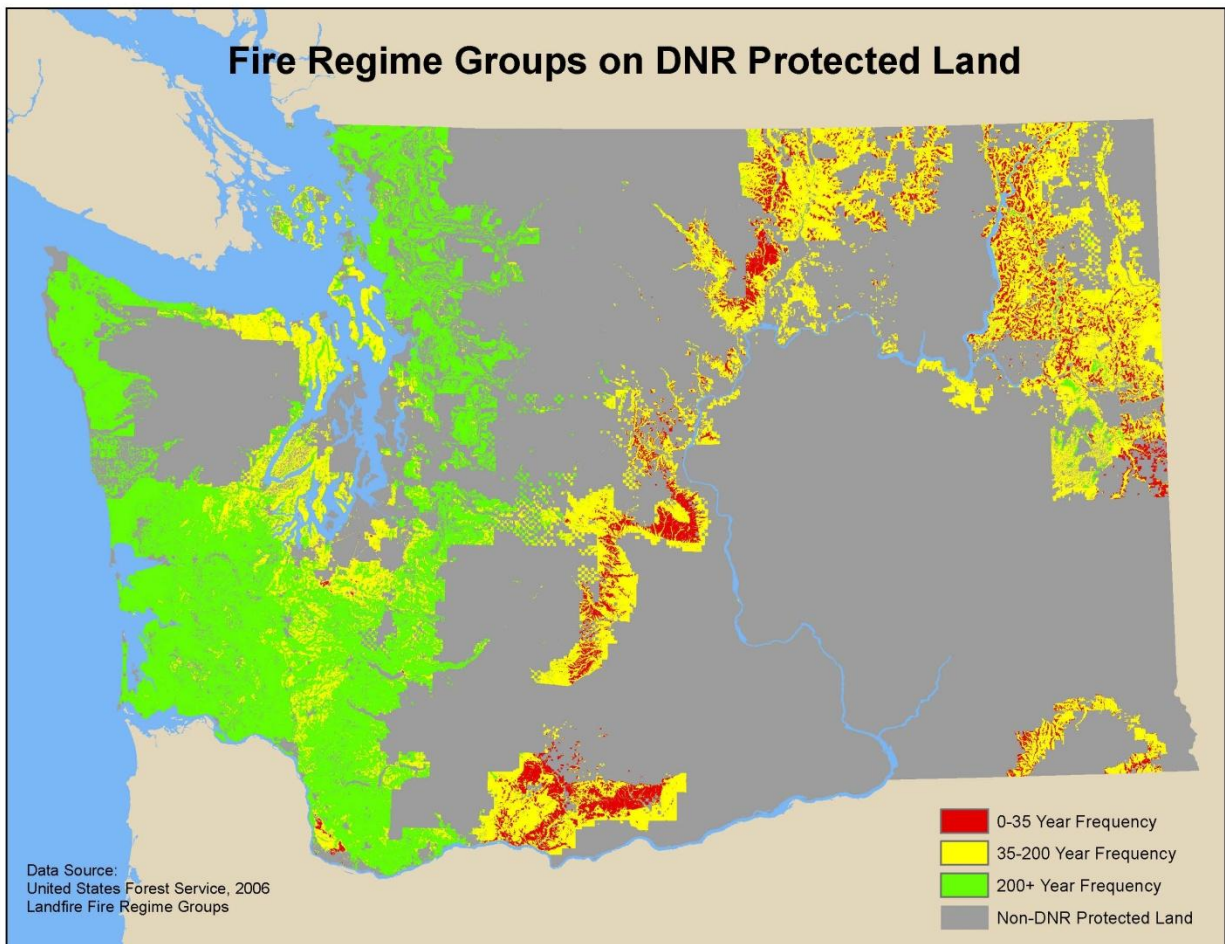 Fire Regime Groups on DNR Protected Land
0-35 Year Frequency
35-200 Year Frequency
200+ Year Frequency
Non-DNR Protected Land
Data Source:
United States Forest Service, 2006
Landfire Fire Regime Groups